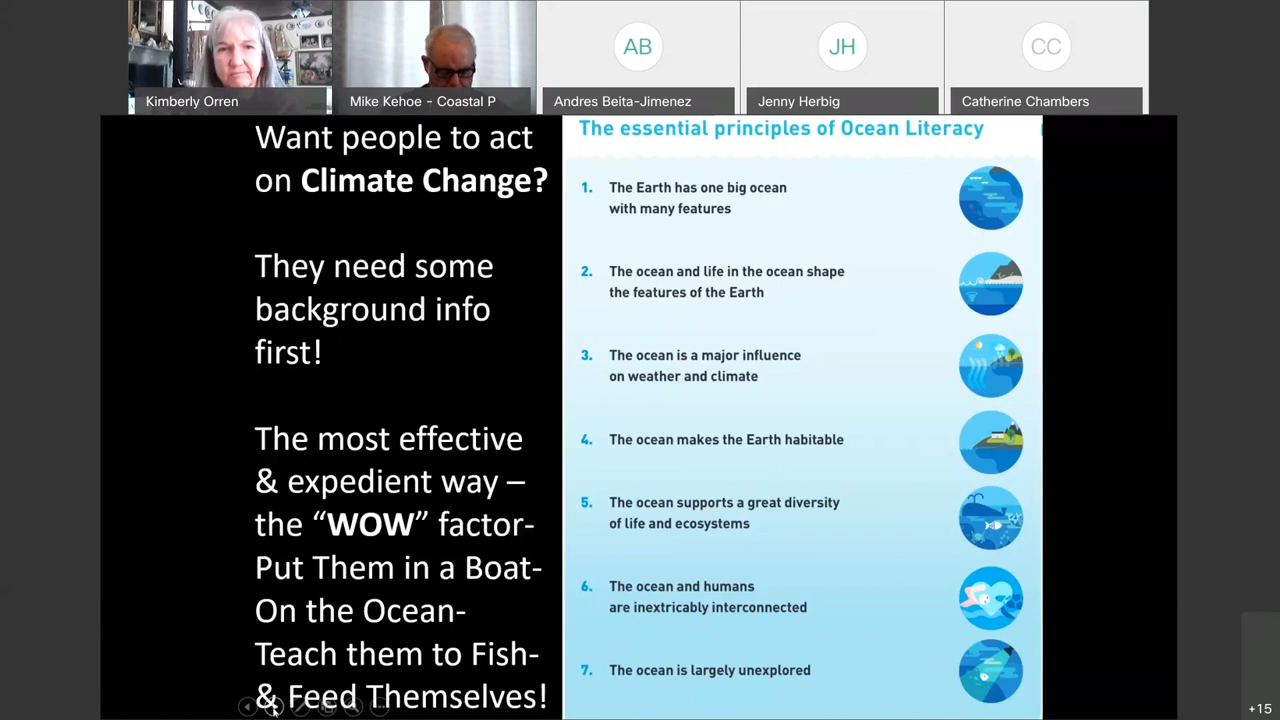 AB
JH
CC
Kimberly Orren
Mike Kehoe - Coastal P
Andres Beita-Jimenez
Jenny Herbig
Catherine Chambers
Want people to act
on Climate Change?
They need some
background info
first!
The most effective
& expedient way –
the “WOW” factor-
Put Them in a Boat-
On the Ocean-
Teach them to Fish-
& Feed Themselves!
The essential principles of Ocean Literacy
1. The Earth has one big ocean
with many features
2. The ocean and life in the ocean shape
the features of the Earth
3. The ocean is a major influence
on weather and climate
4. The ocean makes the Earth habitable
5. The ocean supports a great diversity
of life and ecosystems
6. The ocean and humans
are inextricably interconnected
7. The ocean is largely unexplored
+15